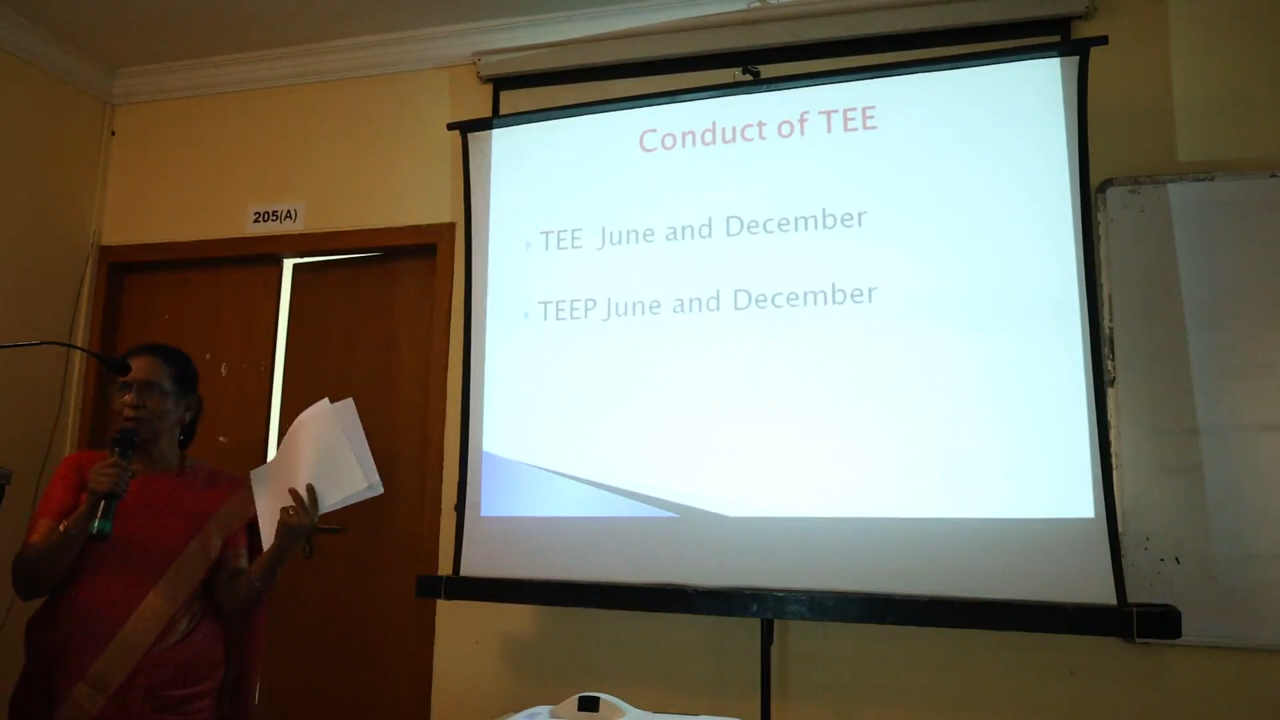 205(A)
Conduct of TEE
TEE June and December
TEEP June and December